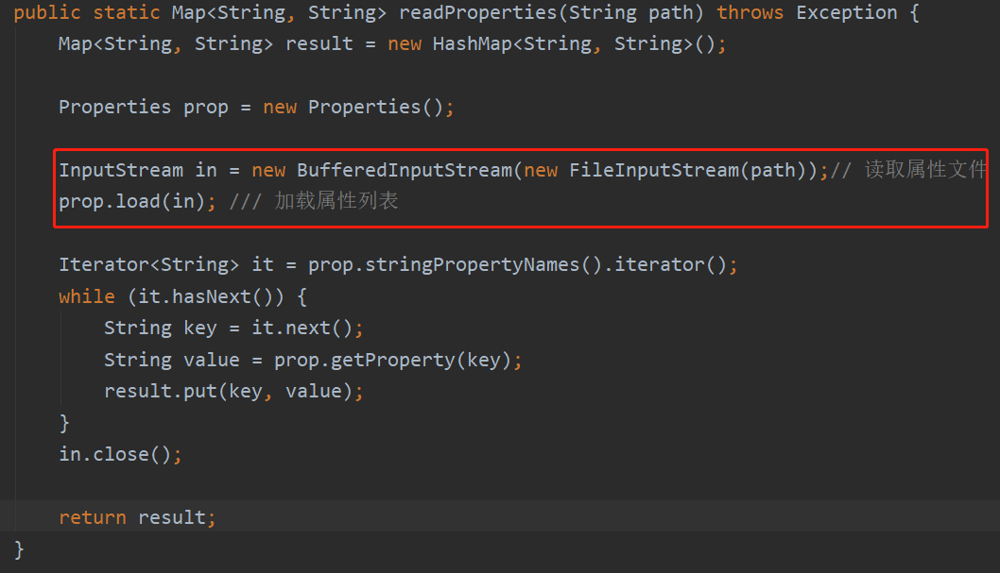 public static Map<String, String> readProperties(String path) throws Exception {
Map<String, String> result = new HashMap<String, String>();
Properties prop = new Properties();
InputStream in = new BufferedInputStream(new FileInputStream(path));// 读取属性文件
prop.load(in); /// 加载属性列表
Iterator<String> it = prop.stringPropertyNames().iterator();
while (it.hasNext()) {
String key = it.next();
String value = prop.getProperty(key);
result.put(key, value);
}
in.close();
return result;
}